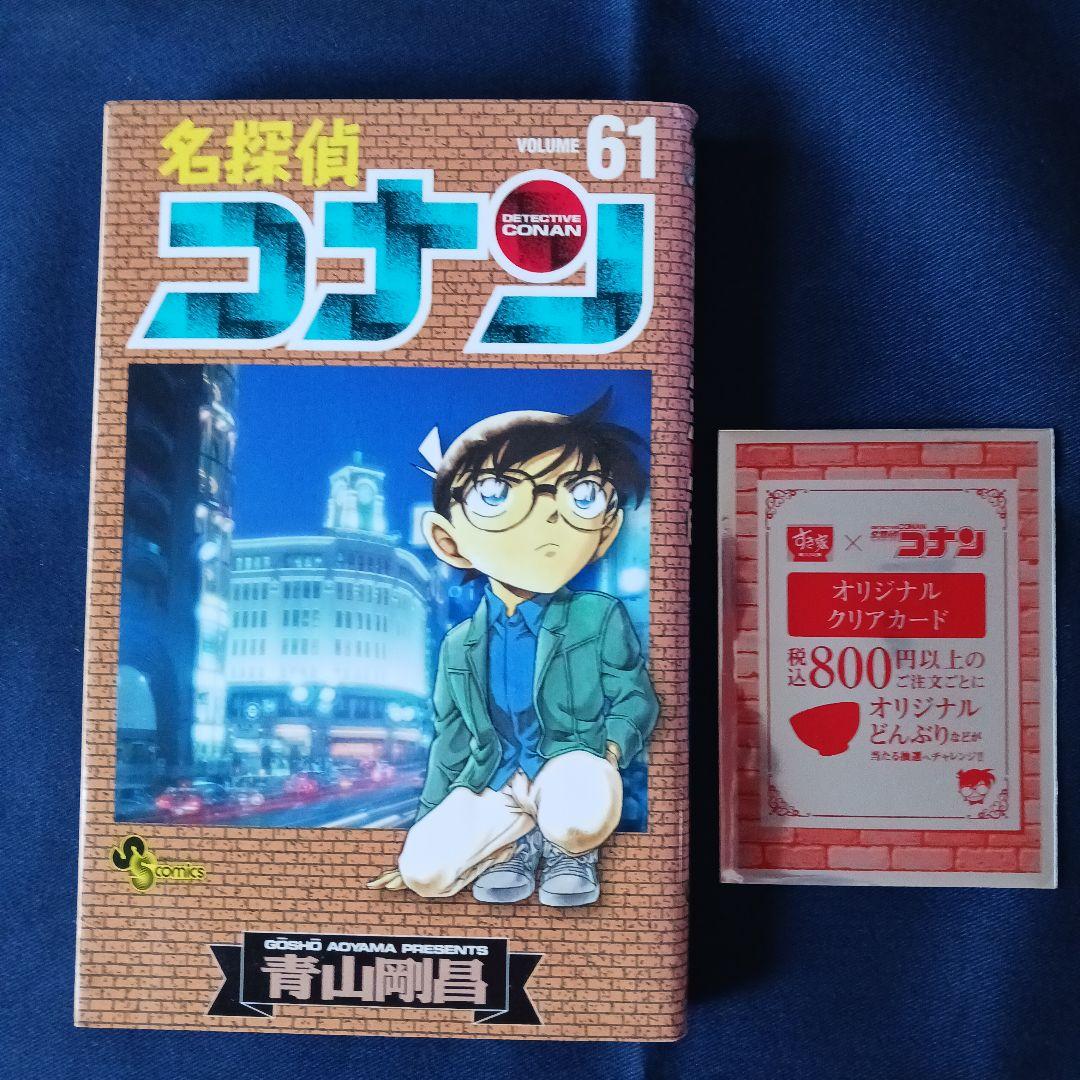 名探偵
VOLUME 61
コナン
DETECTIVE
CONAN
S
S comics
GŌSHŌ AOYAMA PRESENTS
青山剛昌
すき家
×
DETECTIVE CONAN
名探偵
コナン
オリジナル
クリアカード
税込800円以上の
ご注文ごとに
オリジナル
どんぶりなどが
当たる抽選へチャレンジ!!